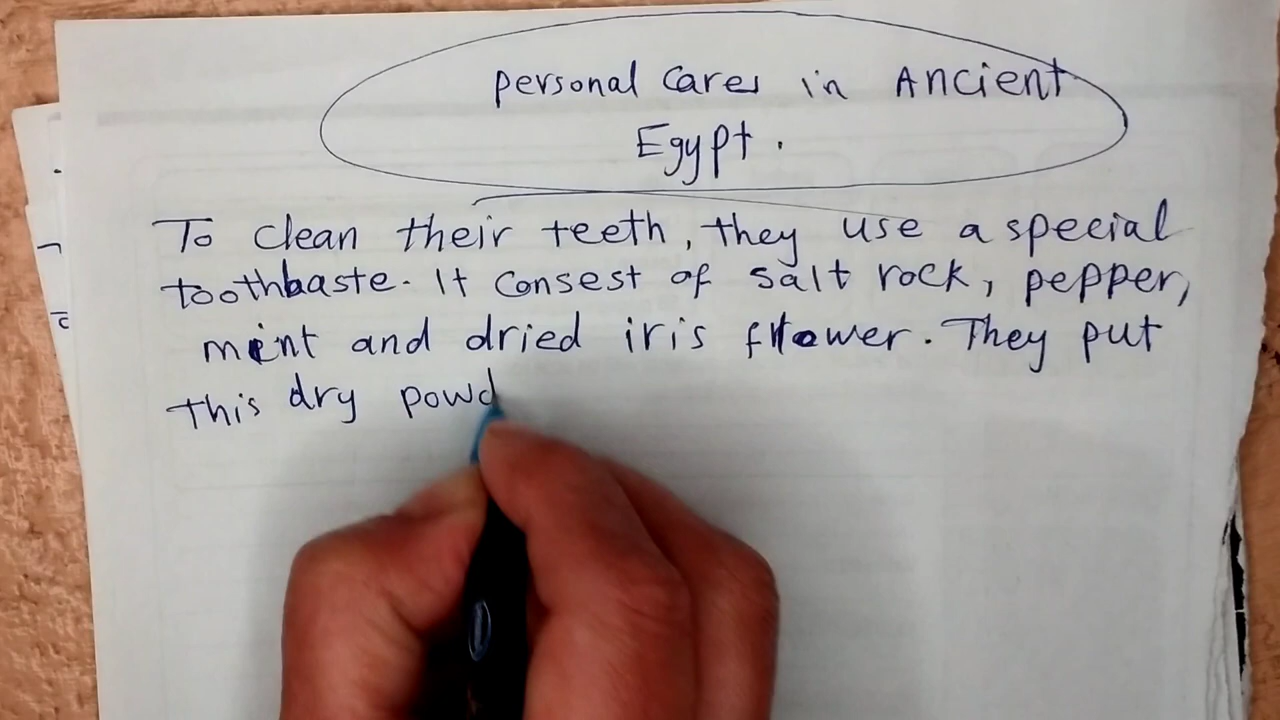 personal cares in Ancient
Egypt.
To clean their teeth, they use a special
toothbaste. It consest of salt rock, pepper,
mint and dried iris flower. They put
this dry powd